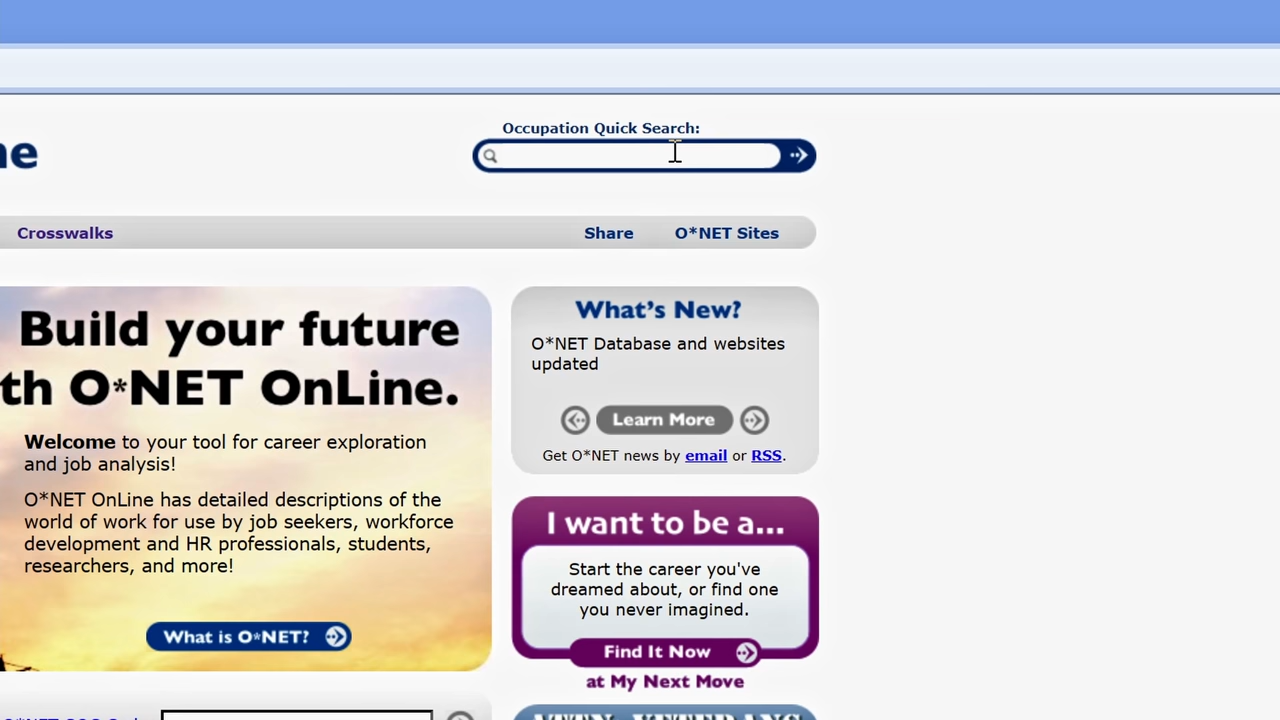 Occupation Quick Search:
Crosswalks
Share
O*NET Sites
Build your future
O*NET OnLine.
Welcome to your tool for career exploration
and job analysis!
O*NET OnLine has detailed descriptions of the
world of work for use by job seekers, workforce
development and HR professionals, students,
researchers, and more!
What is O*NET?
What's New?
O*NET Database and websites
updated
Learn More
Get O*NET news by email or RSS.
I want to be a...
Start the career you've
dreamed about, or find one
you never imagined.
Find It Now
at My Next Move